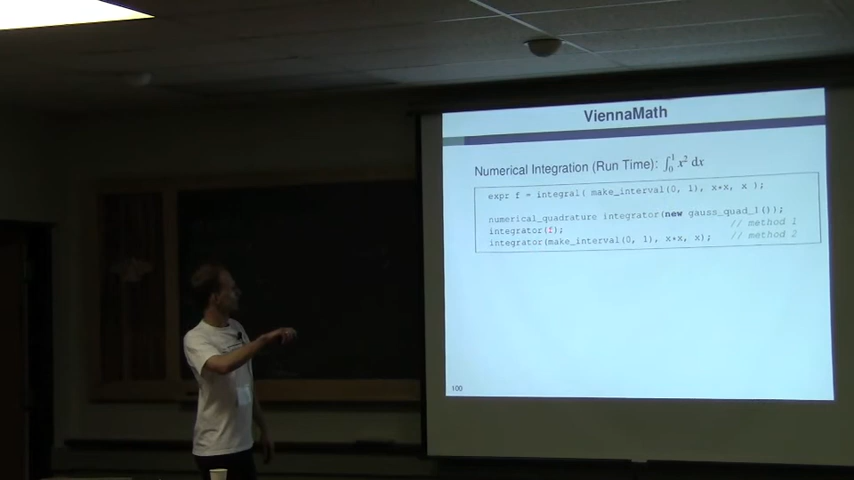 ViennaMath
Numerical Integration (Run Time): ∫₀¹ x² dx
expr f = integral( make_interval(0, 1), x*x, x );
numerical_quadrature integrator(new gauss_quad_1());
integrator(f); // method 1
integrator(make_interval(0, 1), x*x, x); // method 2
100